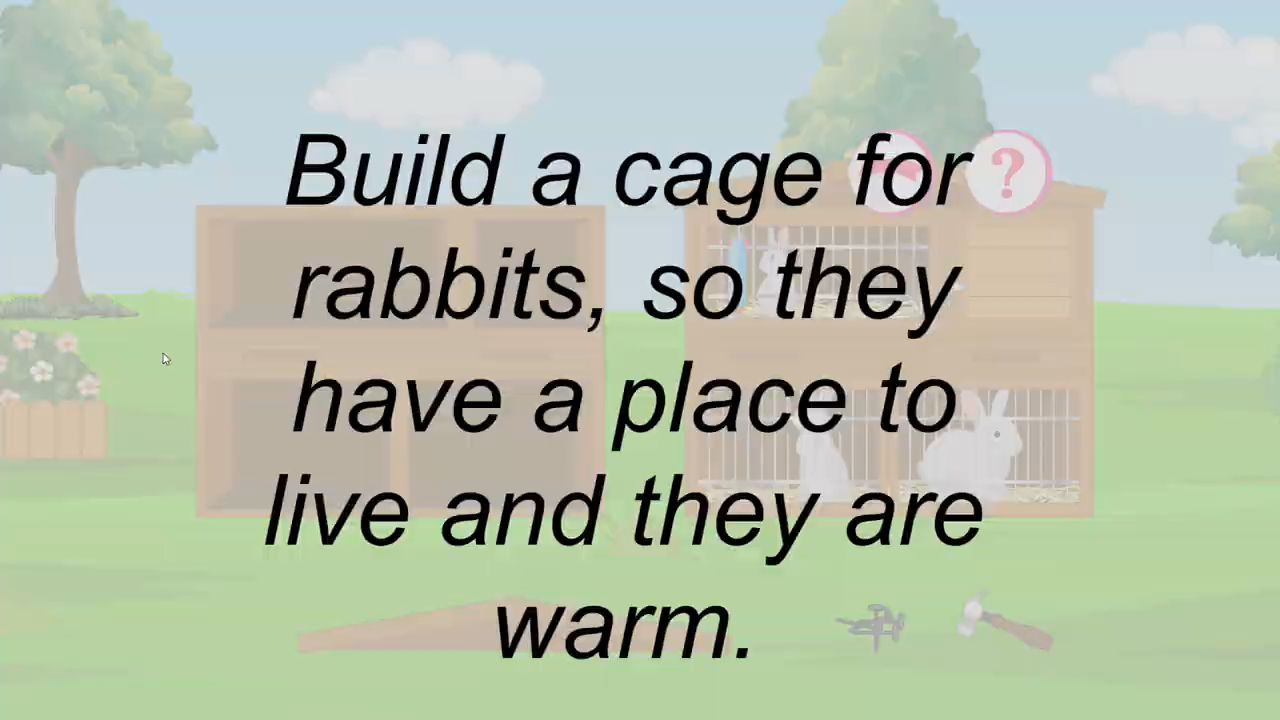 Build a cage for
rabbits, so they
have a place to
live and they are
warm.
?